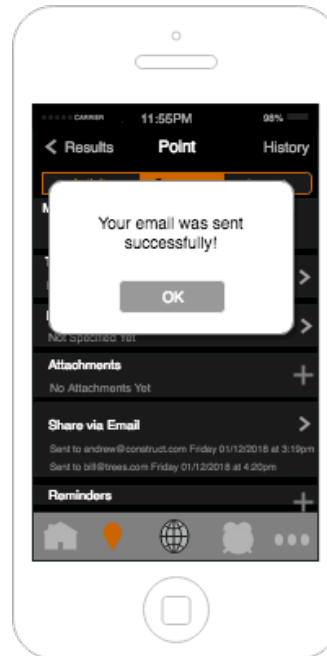 CARRIER 11:55PM 98%
Results Point History
Your email was sent
successfully!
OK
Not Specified Yet
Attachments
No Attachments Yet
Share via Email
Sent to andrew@construct.com Friday 01/12/2018 at 3:19pm
Sent to bill@trees.com Friday 01/12/2018 at 4:20pm
Reminders